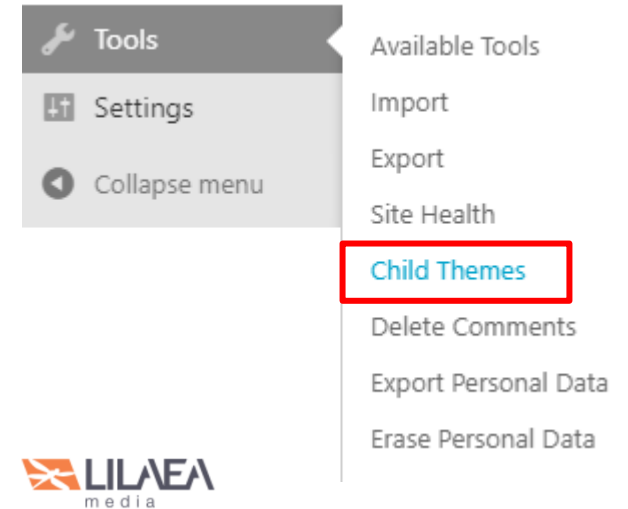 Tools
Settings
Collapse menu
Available Tools
Import
Export
Site Health
Child Themes
Delete Comments
Export Personal Data
Erase Personal Data
LILAEA
media